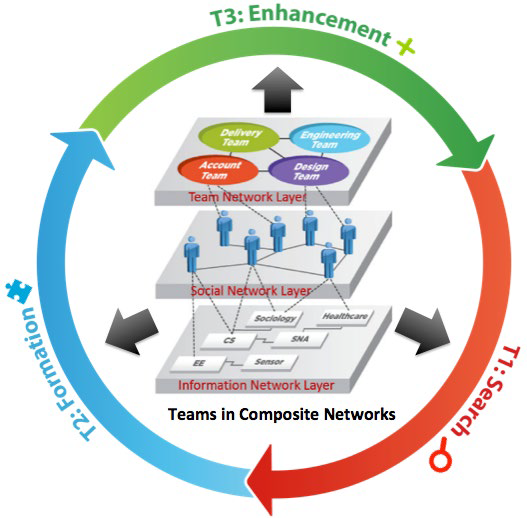 T3: Enhancement
Delivery
Team
Engineering
Team
Account
Team
Design
Team
Team Network Layer
Social Network Layer
Sociology
Healthcare
CS
SNA
EE
Sensor
Information Network Layer
Teams in Composite Networks
T2: Formation
T1: Search